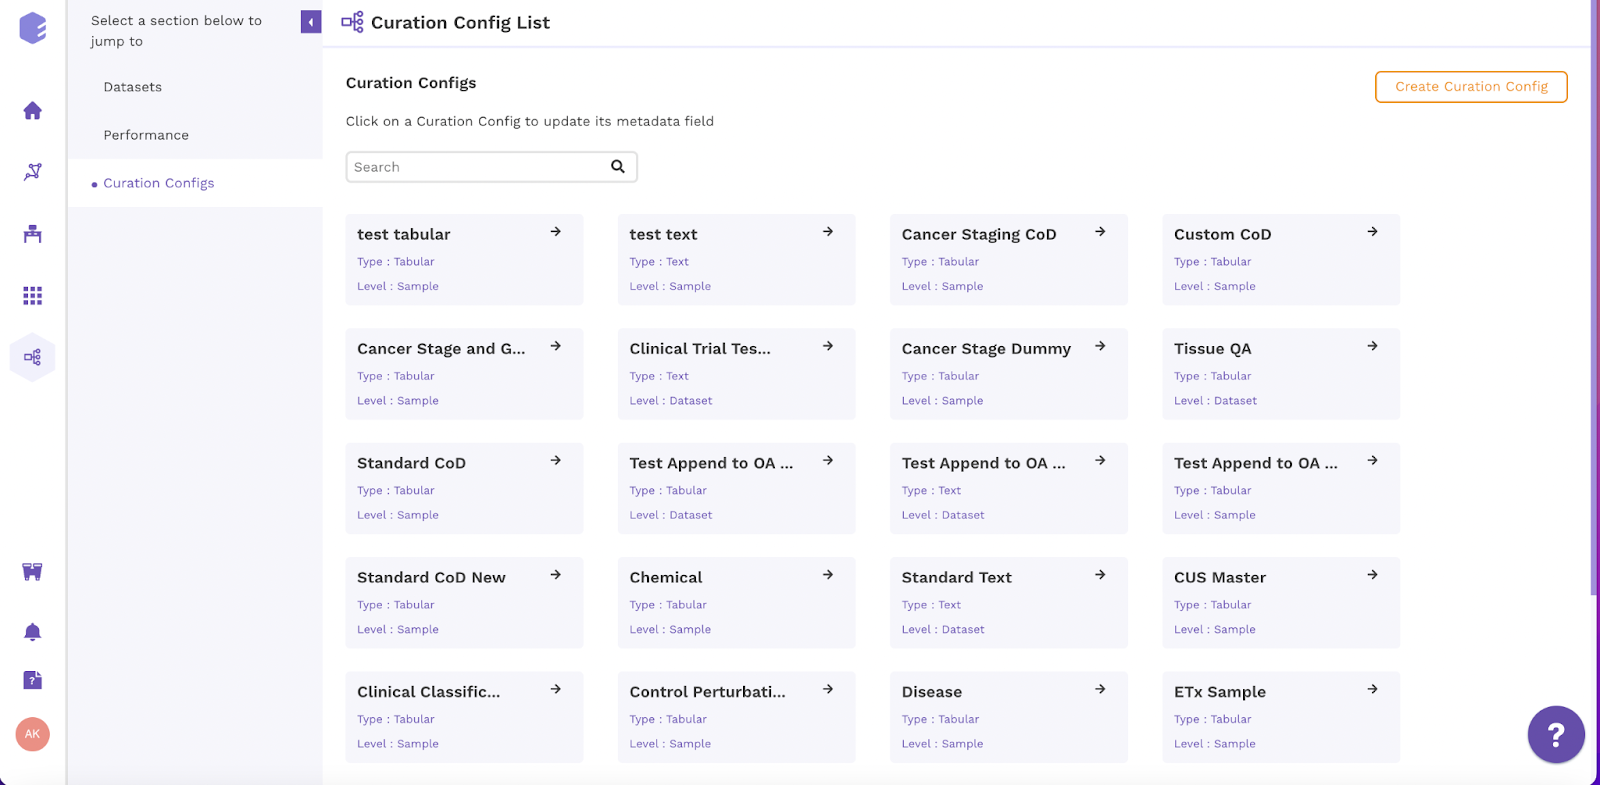 Select a section below to
jump to
Datasets
Performance
Curation Configs
AK
Curation Config List
Curation Configs
Create Curation Config
Click on a Curation Config to update its metadata field
Search
test tabular
Type : Tabular
Level : Sample
test text
Type : Text
Level : Sample
Cancer Staging CoD
Type : Tabular
Level : Sample
Custom CoD
Type : Tabular
Level : Sample
Cancer Stage and G...
Type : Tabular
Level : Sample
Clinical Trial Tes...
Type : Text
Level : Dataset
Cancer Stage Dummy
Type : Tabular
Level : Sample
Tissue QA
Type : Tabular
Level : Dataset
Standard CoD
Type : Tabular
Level : Sample
Test Append to OA ...
Type : Tabular
Level : Dataset
Test Append to OA ...
Type : Text
Level : Dataset
Test Append to OA ...
Type : Tabular
Level : Sample
Standard CoD New
Type : Tabular
Level : Sample
Chemical
Type : Tabular
Level : Sample
Standard Text
Type : Text
Level : Dataset
CUS Master
Type : Tabular
Level : Sample
Clinical Classific...
Type : Tabular
Level : Sample
Control Perturbati...
Type : Tabular
Level : Sample
Disease
Type : Tabular
Level : Sample
ETx Sample
Type : Tabular
Level : Sample
?